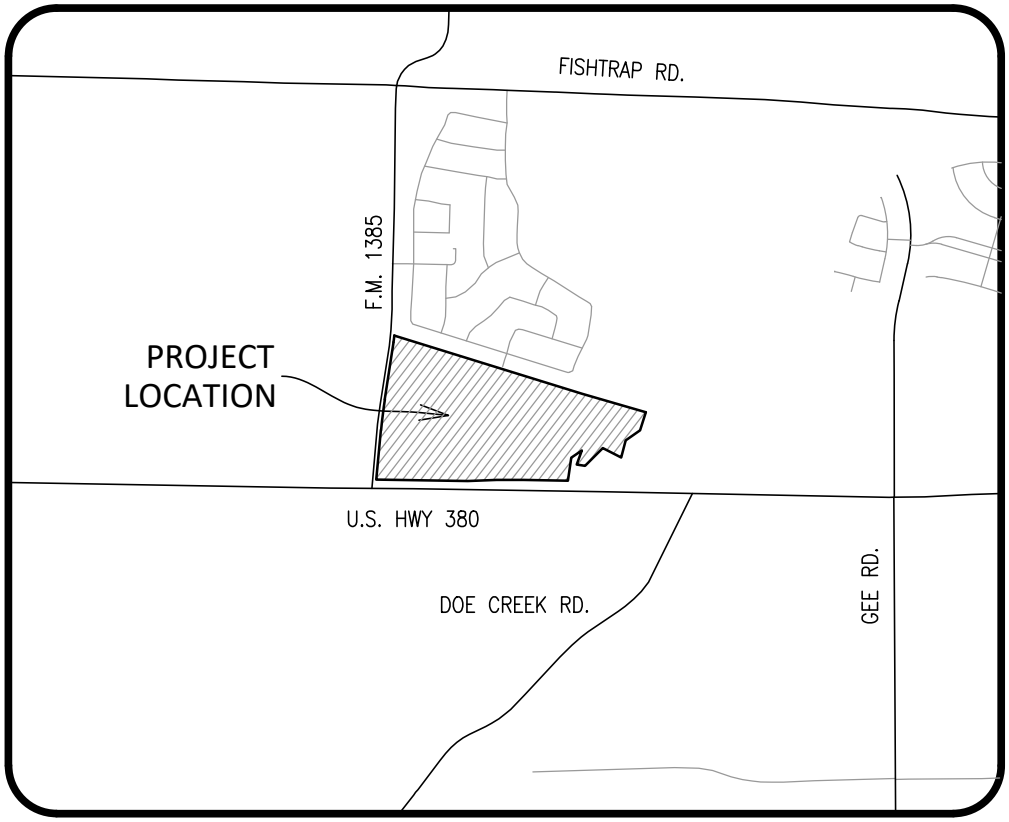 FISHTRAP RD.
F.M. 1385
PROJECT
LOCATION
U.S. HWY 380
DOE CREEK RD.
GEE RD.